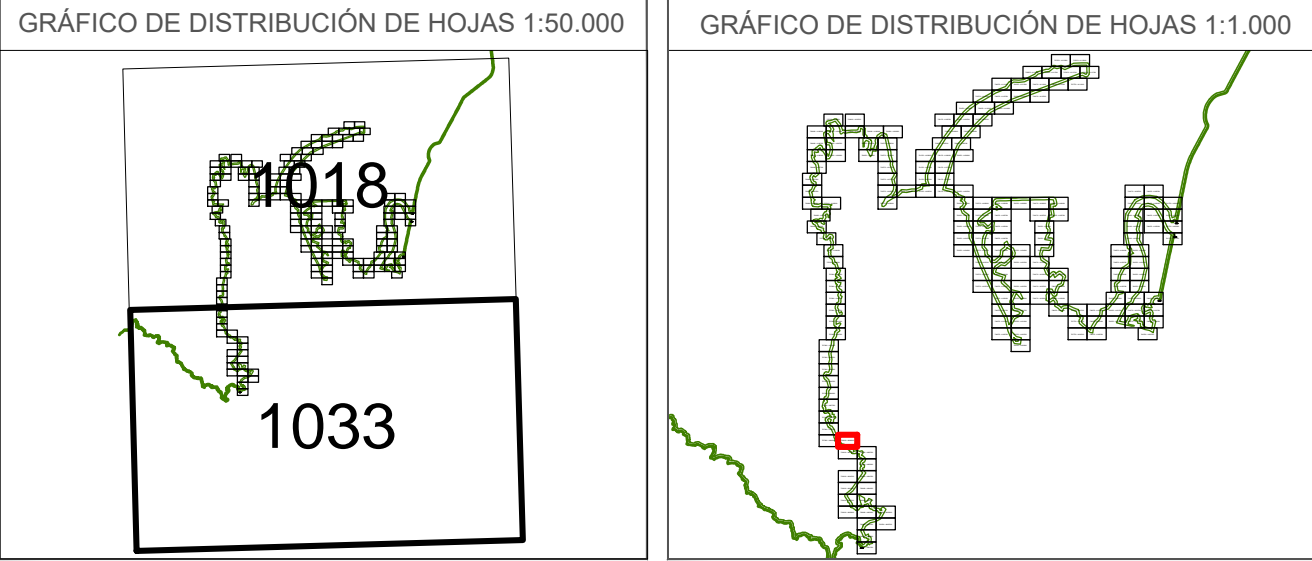 GRÁFICO DE DISTRIBUCIÓN DE HOJAS 1:50.000
GRÁFICO DE DISTRIBUCIÓN DE HOJAS 1:1.000
1018
1033